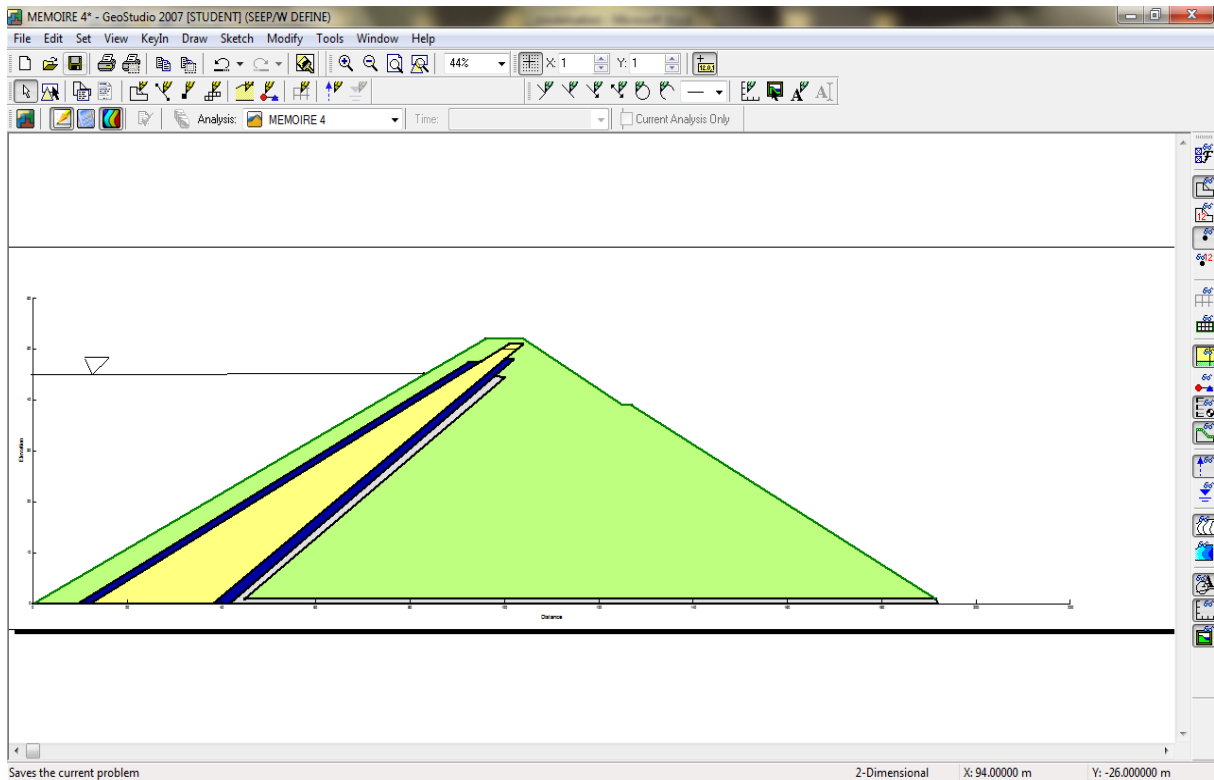 MEMOIRE 4* - GeoStudio 2007 [STUDENT] (SEEP/W DEFINE)
File Edit Set View KeyIn Draw Sketch Modify Tools Window Help
44% X: 1 Y: 1
Analysis: MEMOIRE 4 Time: Current Analysis Only
Elevation
Distance
Saves the current problem 2-Dimensional X: 94.00000 m Y: -26.000000 m